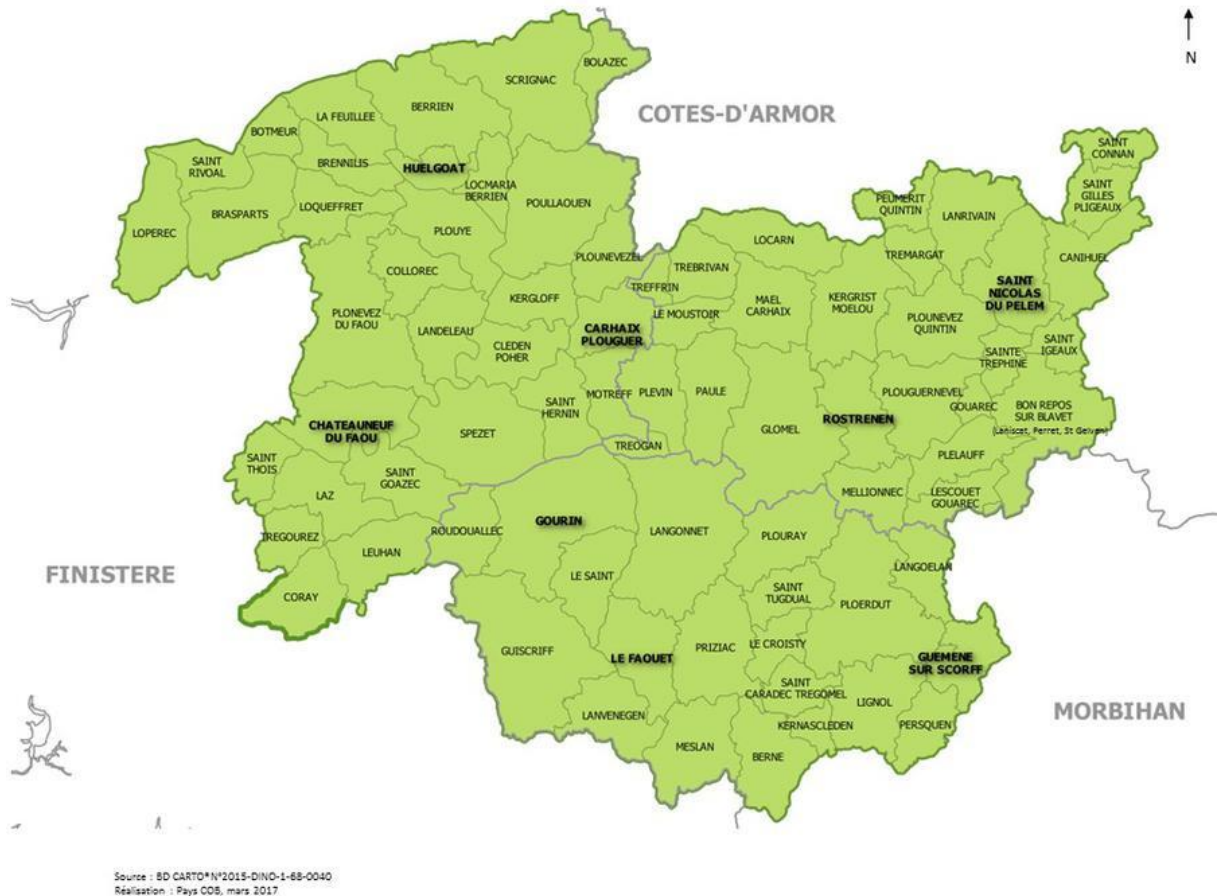 N
COTES-D'ARMOR
FINISTERE
MORBIHAN
BOLAZEC
SCRIGNAC
BERRIEN
LA FEUILLEE
BOTMEUR
SAINT
RIVOAL
BRENNILIS
HUELGOAT
LOCMARIA
BERRIEN
POULLAOUEN
LOPEREC
BRASPARTS
LOQUEFFRET
PLOUYE
COLLOREC
PLOUNEVEZEL
KERGLOFF
PLONEVEZ
DU FAOU
LANDELEAU
CLEDEN
POHER
CARHAIX
PLOUGUER
TREFFRIN
TREBRIVAN
LE MOUSTOIR
LOCARN
MAEL
CARHAIX
KERGRIST
MOELOU
PEUMERIT
QUINTIN
LANRIVAIN
TREMARGAT
SAINT
CONNAN
SAINT
GILLES
PLIGEAUX
CANIHUEL
SAINT
NICOLAS
DU PELEM
PLOUNEVEZ
QUINTIN
SAINT
IGEAUX
SAINTE
TREPHINE
PLOUGUERNEVEL
GOUAREC
BON REPOS
SUR BLAVET
(Laniscat, Perret, St Gelven)
ROSTRENEN
PLELAUFF
MELLIONNEC
LESCOUET
GOUAREC
GLOMEL
PAULE
PLEVIN
MOTREFF
SAINT
HERNIN
TREOGAN
SPEZET
CHATEAUNEUF
DU FAOU
SAINT
THOIS
SAINT
GOAZEC
LAZ
TREGOUREZ
LEUHAN
CORAY
ROUDOUALLEC
GOURIN
LANGONNET
PLOURAY
LE SAINT
GUISCRIFF
LE FAOUET
PRIZIAC
SAINT
TUGDUAL
LE CROISTY
PLOERDUT
LANGOELAN
GUEMENE
SUR SCORFF
SAINT
CARADEC TREGOMEL
LIGNOL
KERNASCLEDEN
PERSQUEN
LANVENEGEN
MESLAN
BERNE
Source : BD CARTO®N°2015-DINO-1-68-0040
Réalisation : Pays COB, mars 2017